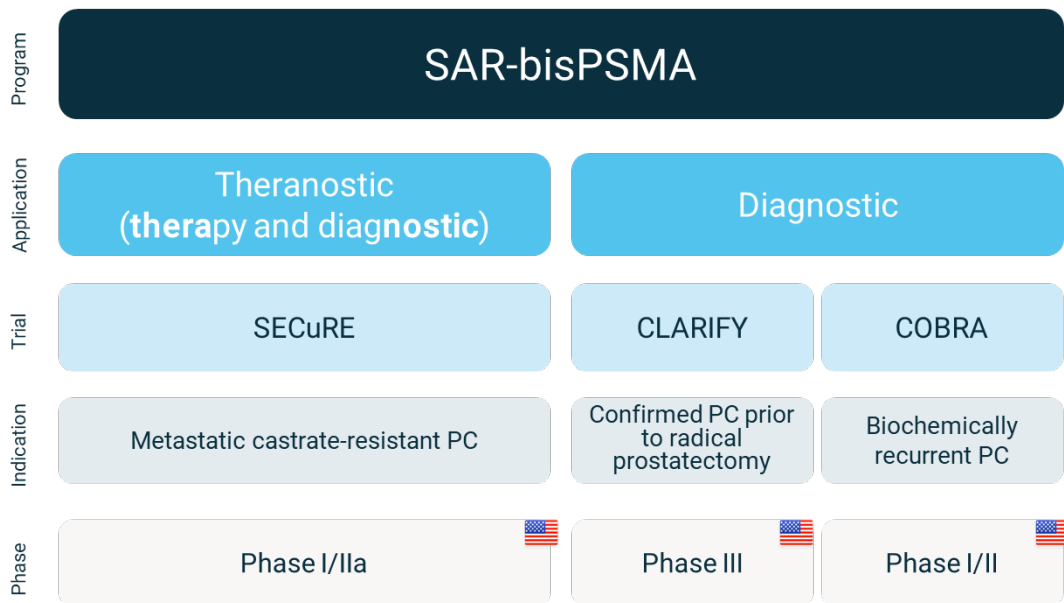 Program
SAR-bisPSMA
Application
Theranostic
(therapy and diagnostic)
Diagnostic
Trial
SECuRE
CLARIFY
COBRA
Indication
Metastatic castrate-resistant PC
Confirmed PC prior
to radical
prostatectomy
Biochemically
recurrent PC
Phase
Phase I/IIa
Phase III
Phase I/II